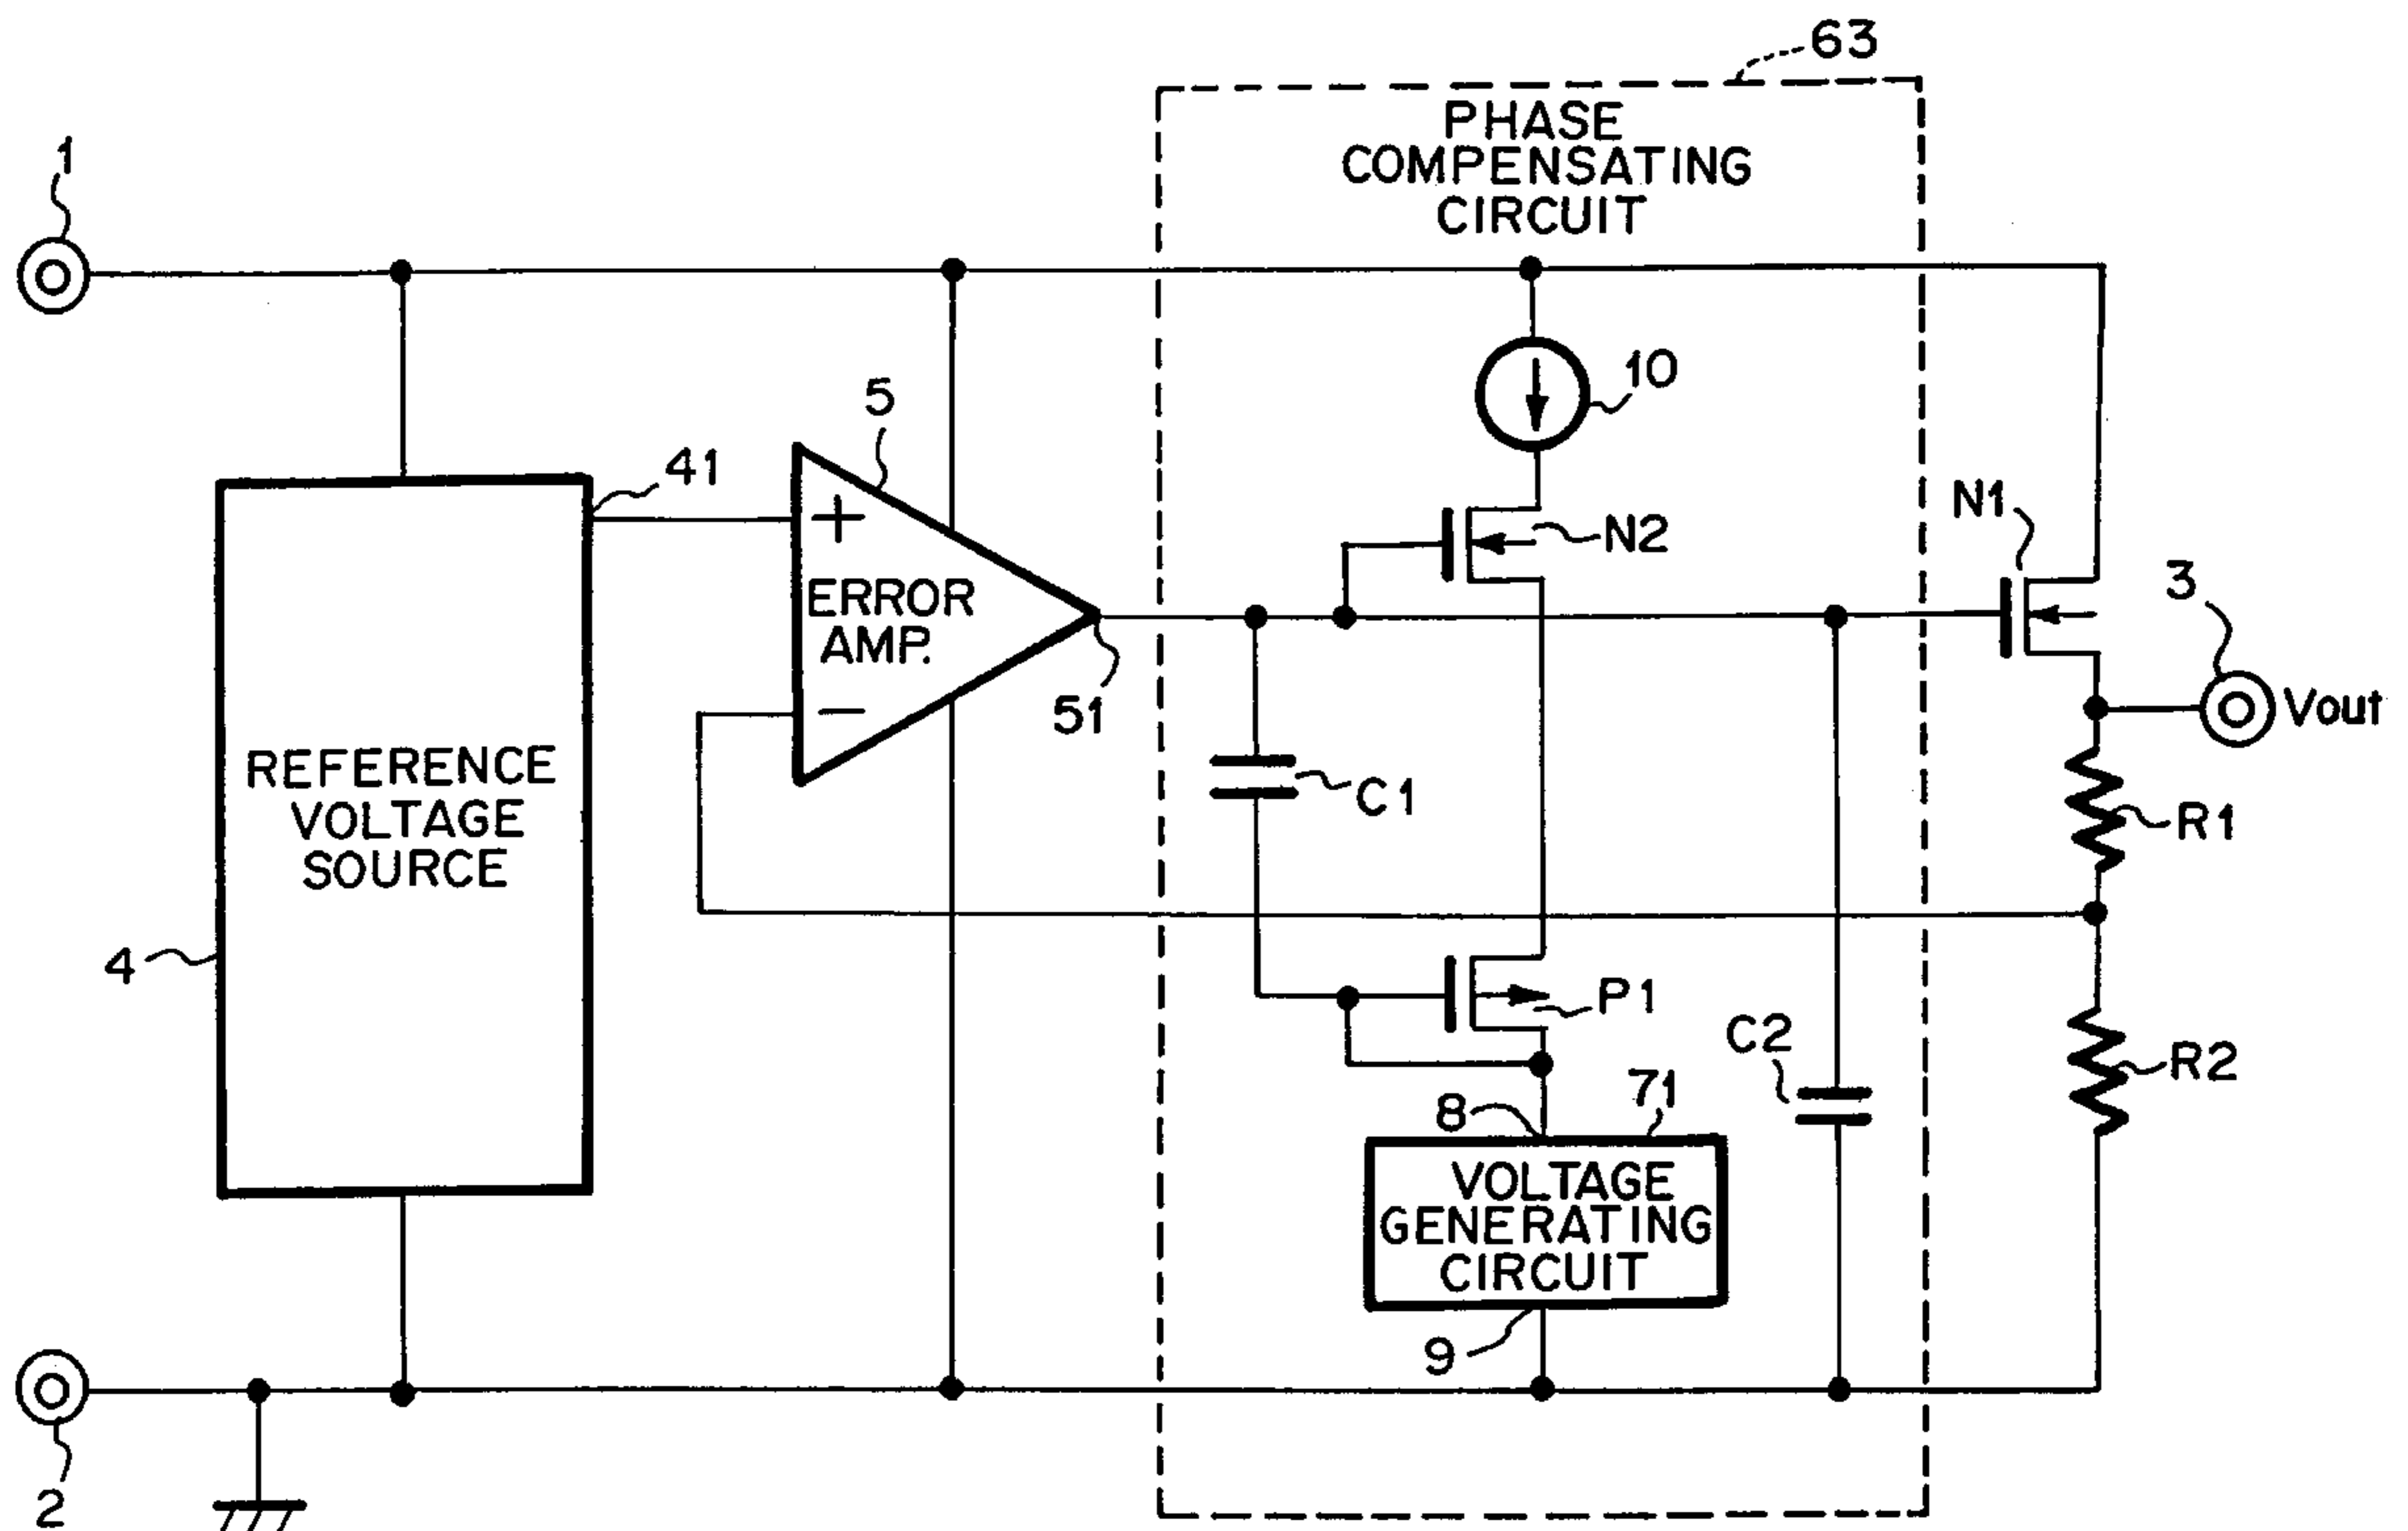 63
PHASE
COMPENSATING
CIRCUIT
1
10
5
41
N2
N1
3
+
ERROR
AMP.
51
Vout
−
REFERENCE
VOLTAGE
SOURCE
C1
R1
4
P1
C2
R2
8
71
VOLTAGE
GENERATING
CIRCUIT
9
2